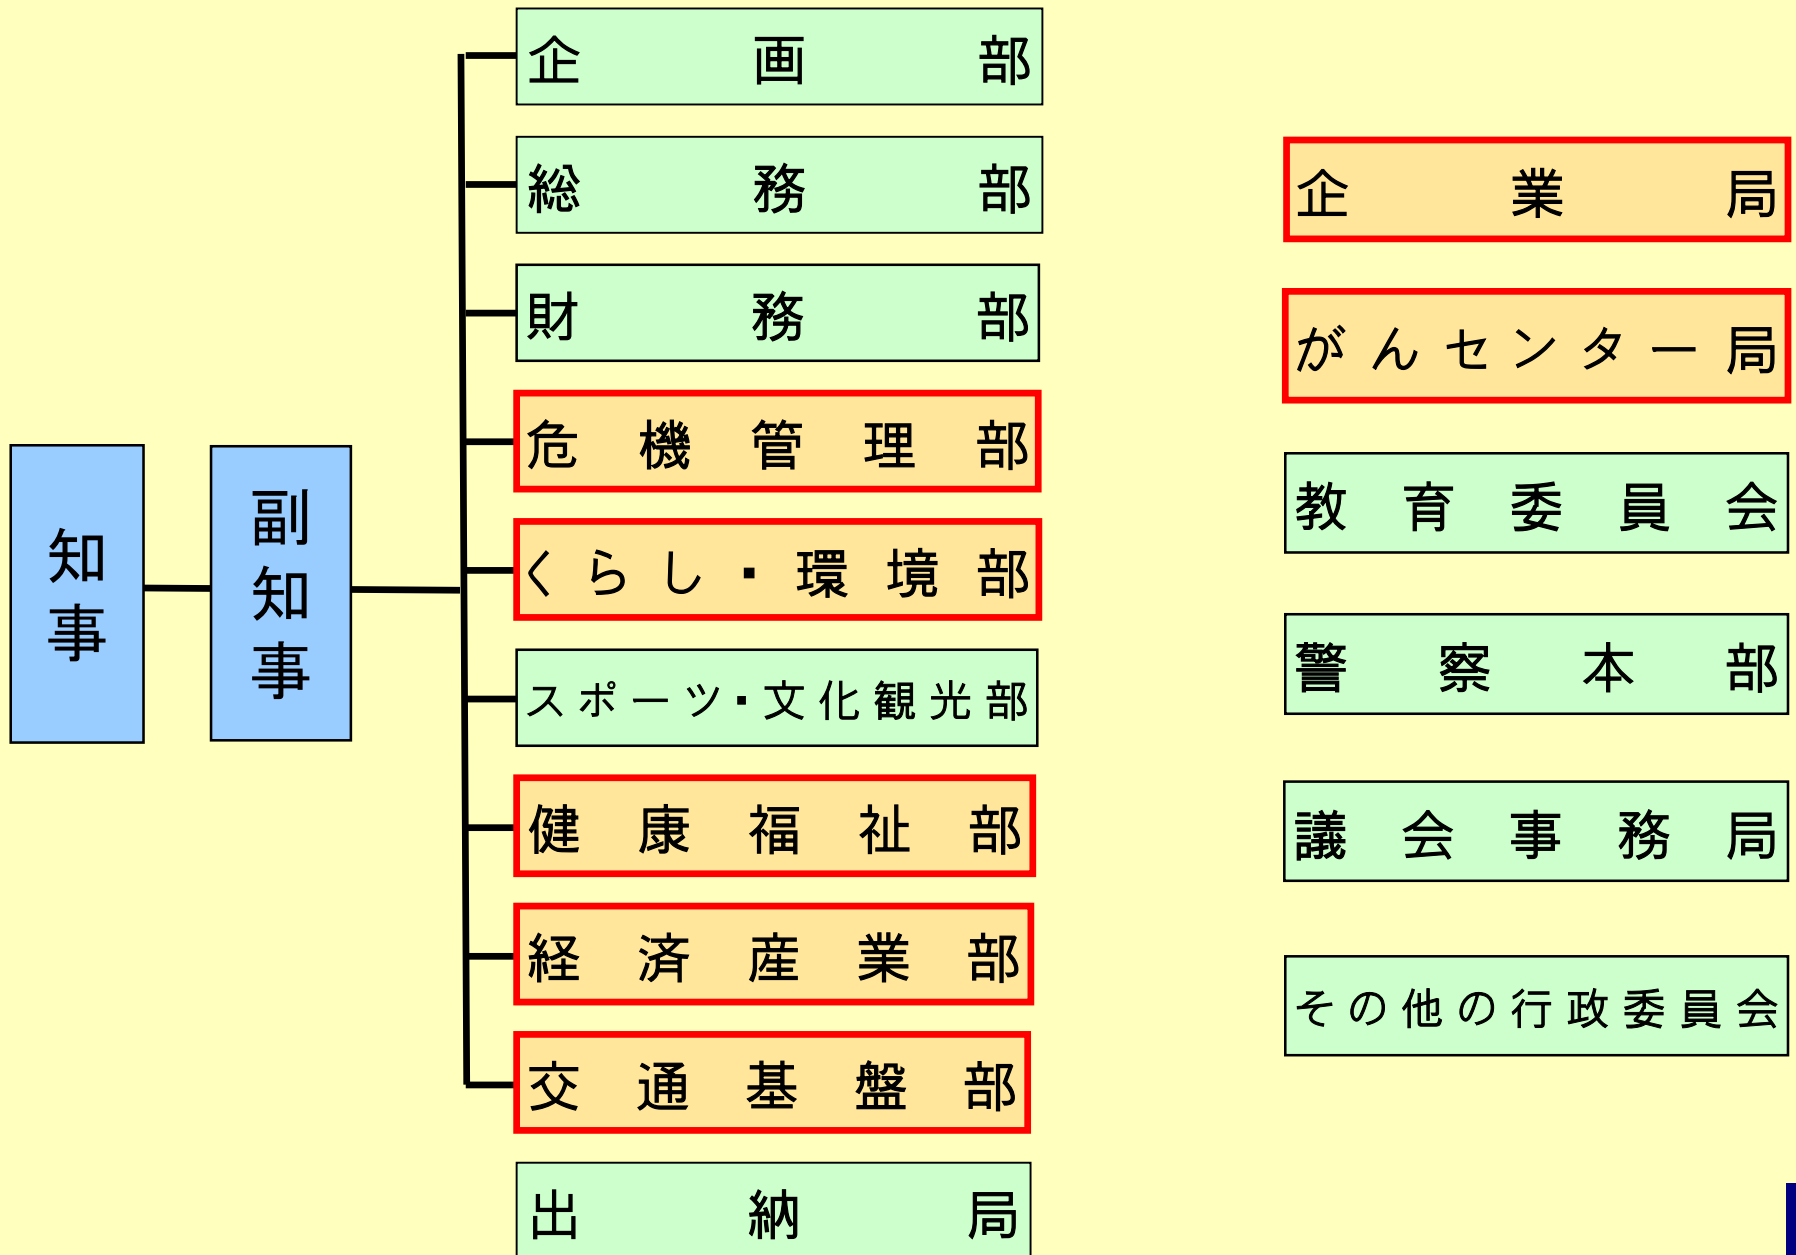 知事
副知事
企画部
総務部
財務部
危機管理部
くらし・環境部
スポーツ・文化観光部
健康福祉部
経済産業部
交通基盤部
出納局
企業局
がんセンター局
教育委員会
警察本部
議会事務局
その他の行政委員会